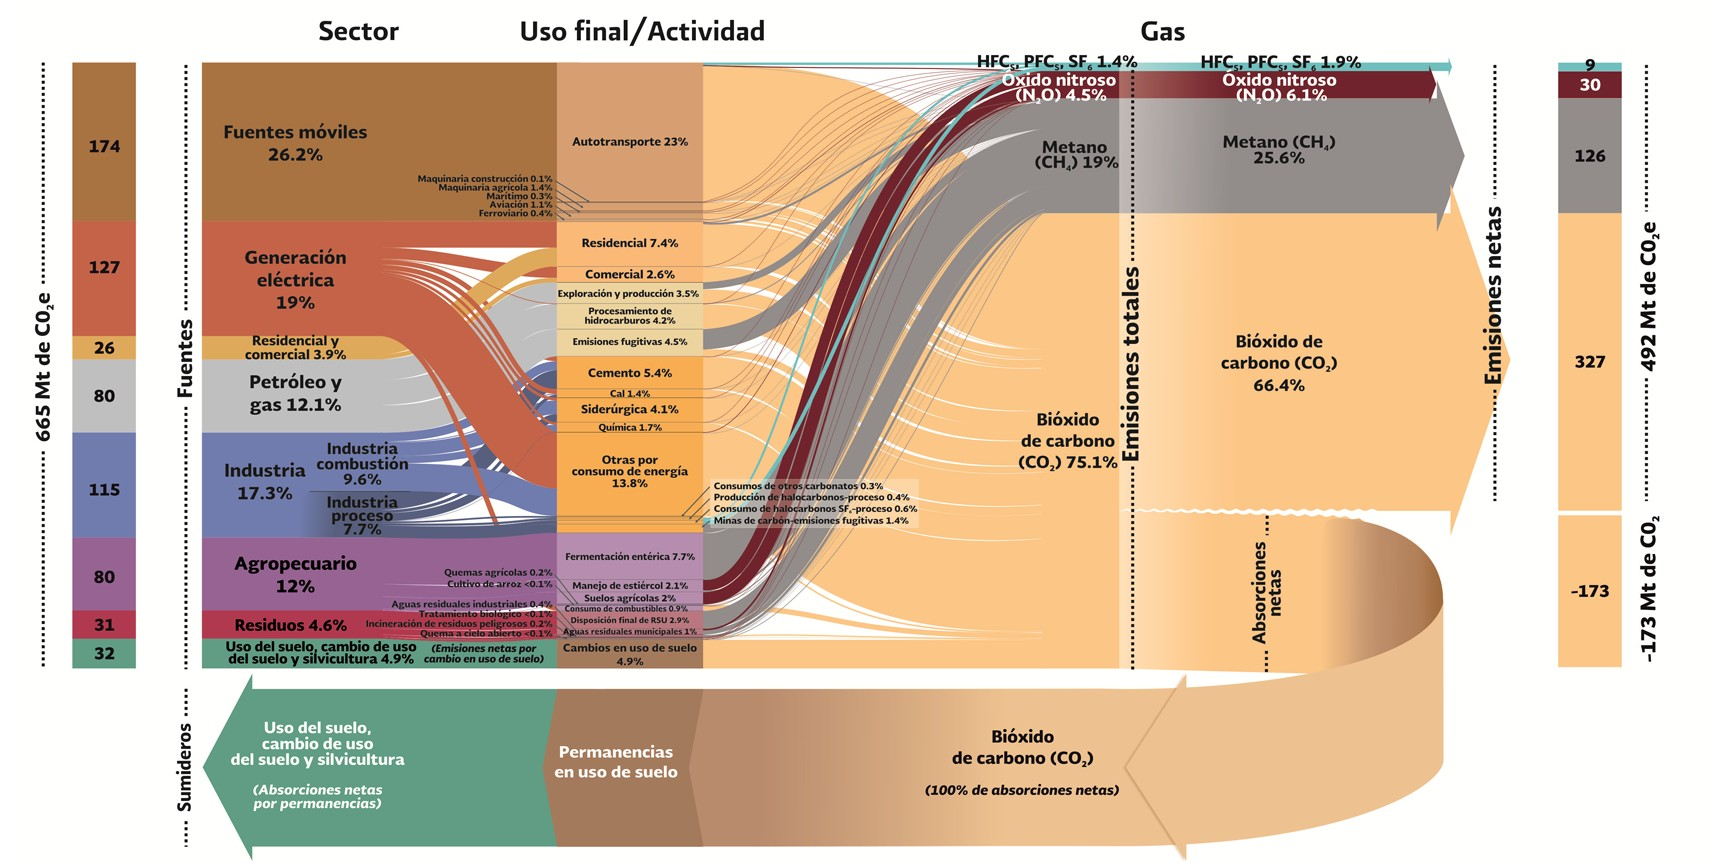 Sector
Uso final/Actividad
Gas
665 Mt de CO₂e
174
127
26
80
115
80
31
32
Fuentes
Fuentes móviles
26.2%
Generación
eléctrica
19%
Residencial y
comercial 3.9%
Petróleo y
gas 12.1%
Industria
17.3%
Industria
combustión
9.6%
Industria
proceso
7.7%
Agropecuario
12%
Residuos 4.6%
Uso del suelo, cambio de uso
del suelo y silvicultura 4.9%
(Emisiones netas por
cambio en uso de suelo)
Autotransporte 23%
Maquinaria construcción 0.1%
Maquinaria agrícola 1.4%
Marítimo 0.3%
Aviación 1.1%
Ferroviario 0.4%
Residencial 7.4%
Comercial 2.6%
Exploración y producción 3.5%
Procesamiento de
hidrocarburos 4.2%
Emisiones fugitivas 4.5%
Cemento 5.4%
Cal 1.4%
Siderúrgica 4.1%
Química 1.7%
Otras por
consumo de energía
13.8%
Consumos de otros carbonatos 0.3%
Producción de halocarbonos-proceso 0.4%
Consumo de halocarbonos SF₆-proceso 0.6%
Minas de carbón-emisiones fugitivas 1.4%
Fermentación entérica 7.7%
Quemas agrícolas 0.2%
Cultivo de arroz <0.1%
Manejo de estiércol 2.1%
Suelos agrícolas 2%
Aguas residuales industriales 0.4%
Consumo de combustibles 0.9%
Tratamiento biológico <0.1%
Incineración de residuos peligrosos 0.2%
Disposición final de RSU 2.9%
Quema a cielo abierto <0.1%
Aguas residuales municipales 1%
Cambios en uso de suelo
4.9%
HFCₛ, PFCₛ, SF₆ 1.4%
Óxido nitroso
(N₂O) 4.5%
Metano
(CH₄) 19%
Bióxido
de carbono
(CO₂) 75.1%
Emisiones totales
HFCₛ, PFCₛ, SF₆ 1.9%
Óxido nitroso
(N₂O) 6.1%
Metano (CH₄)
25.6%
Bióxido de
carbono (CO₂)
66.4%
Absorciones
netas
Emisiones netas
9
30
126
327
-173
492 Mt de CO₂e
-173 Mt de CO₂
Sumideros
Uso del suelo,
cambio de uso
del suelo y silvicultura
(Absorciones netas
por permanencias)
Permanencias
en uso de suelo
Bióxido
de carbono (CO₂)
(100% de absorciones netas)